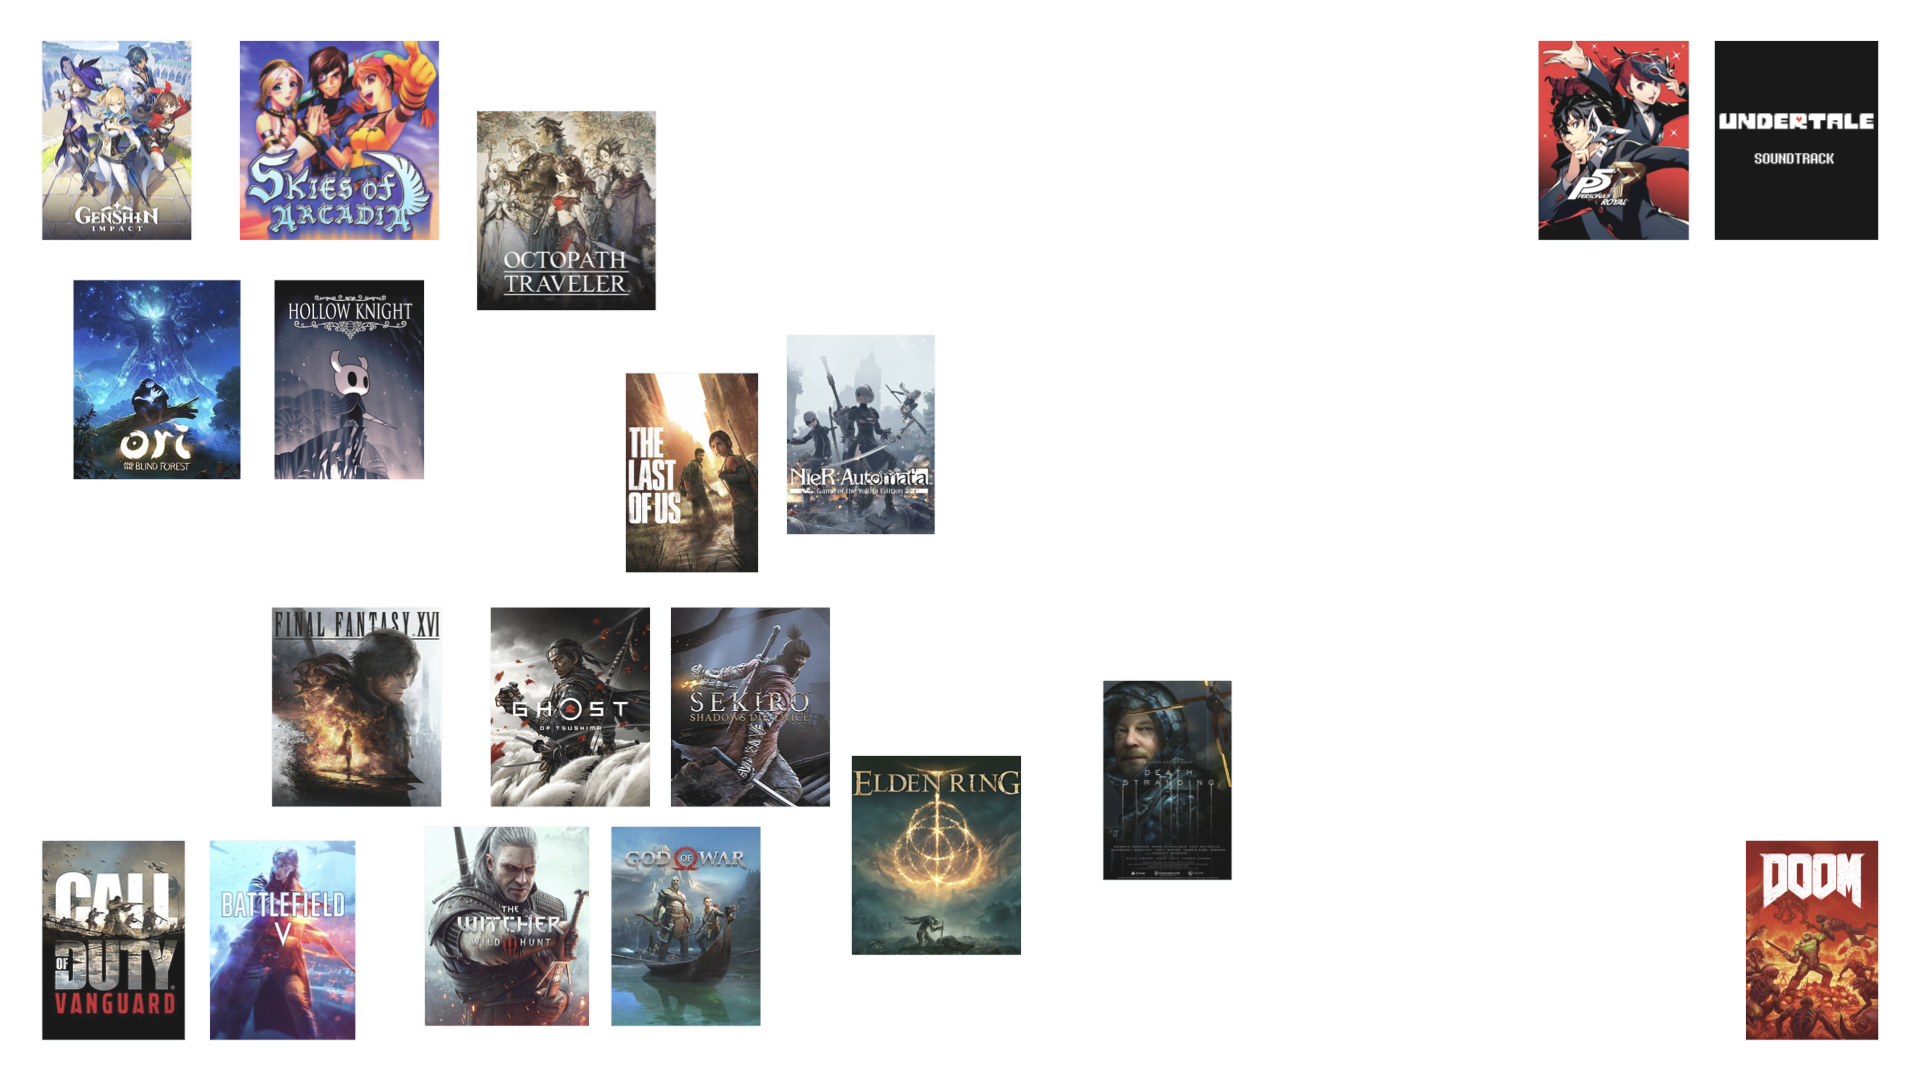 GENSHIN
IMPACT
SKIES OF
ARCADIA
OCTOPATH
TRAVELER
P5R
PERSONA5
ROYAL
UNDERTALE
SOUNDTRACK
ori
AND THE BLIND FOREST
HOLLOW KNIGHT
THE
LAST
OF US
NieR:Automata
Game of the YoRHa Edition
FINAL FANTASY XVI
GHOST
OF TSUSHIMA
SEKIRO
SHADOWS DIE TWICE
ELDEN RING
DEATH
STRANDING
CALL
OF DUTY
VANGUARD
BATTLEFIELD
V
THE
WITCHER
WILD HUNT
GOD OF WAR
DOOM